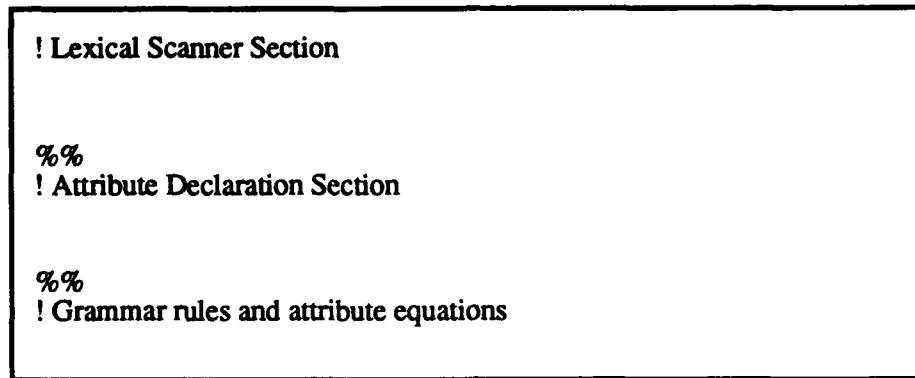 ! Lexical Scanner Section
%%
! Attribute Declaration Section
%%
! Grammar rules and attribute equations